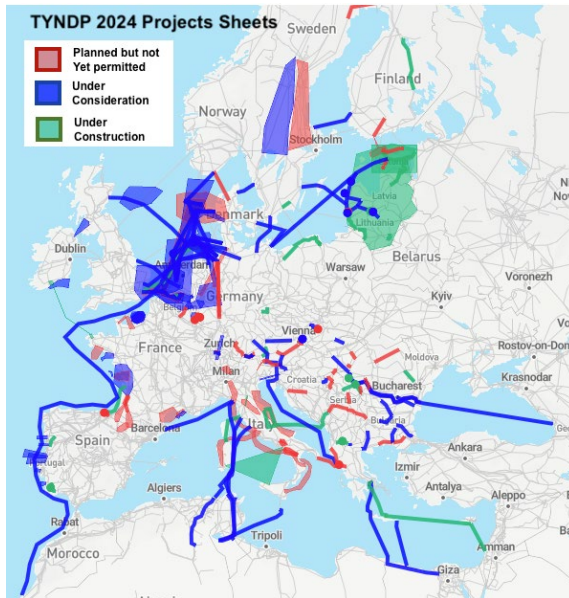 TYNDP 2024 Projects Sheets
Planned but not
Yet permitted
Under
Consideration
Under
Construction
Sweden
Finland
Norway
Stockholm
Denmark
Latvia
Lithuania
Dublin
Amsterdam
Belarus
Warsaw
Germany
Voronezh
Kyiv
Belgium
France
Zurich
Vienna
Moldova
Rostov-on-Don
Milan
Croatia
Bucharest
Krasnodar
Serbia
Bulgaria
Italy
Spain
Barcelona
Portugal
Ankara
Izmir
Algiers
Antalya
Aleppo
Rabat
Morocco
Tripoli
Amman
Giza